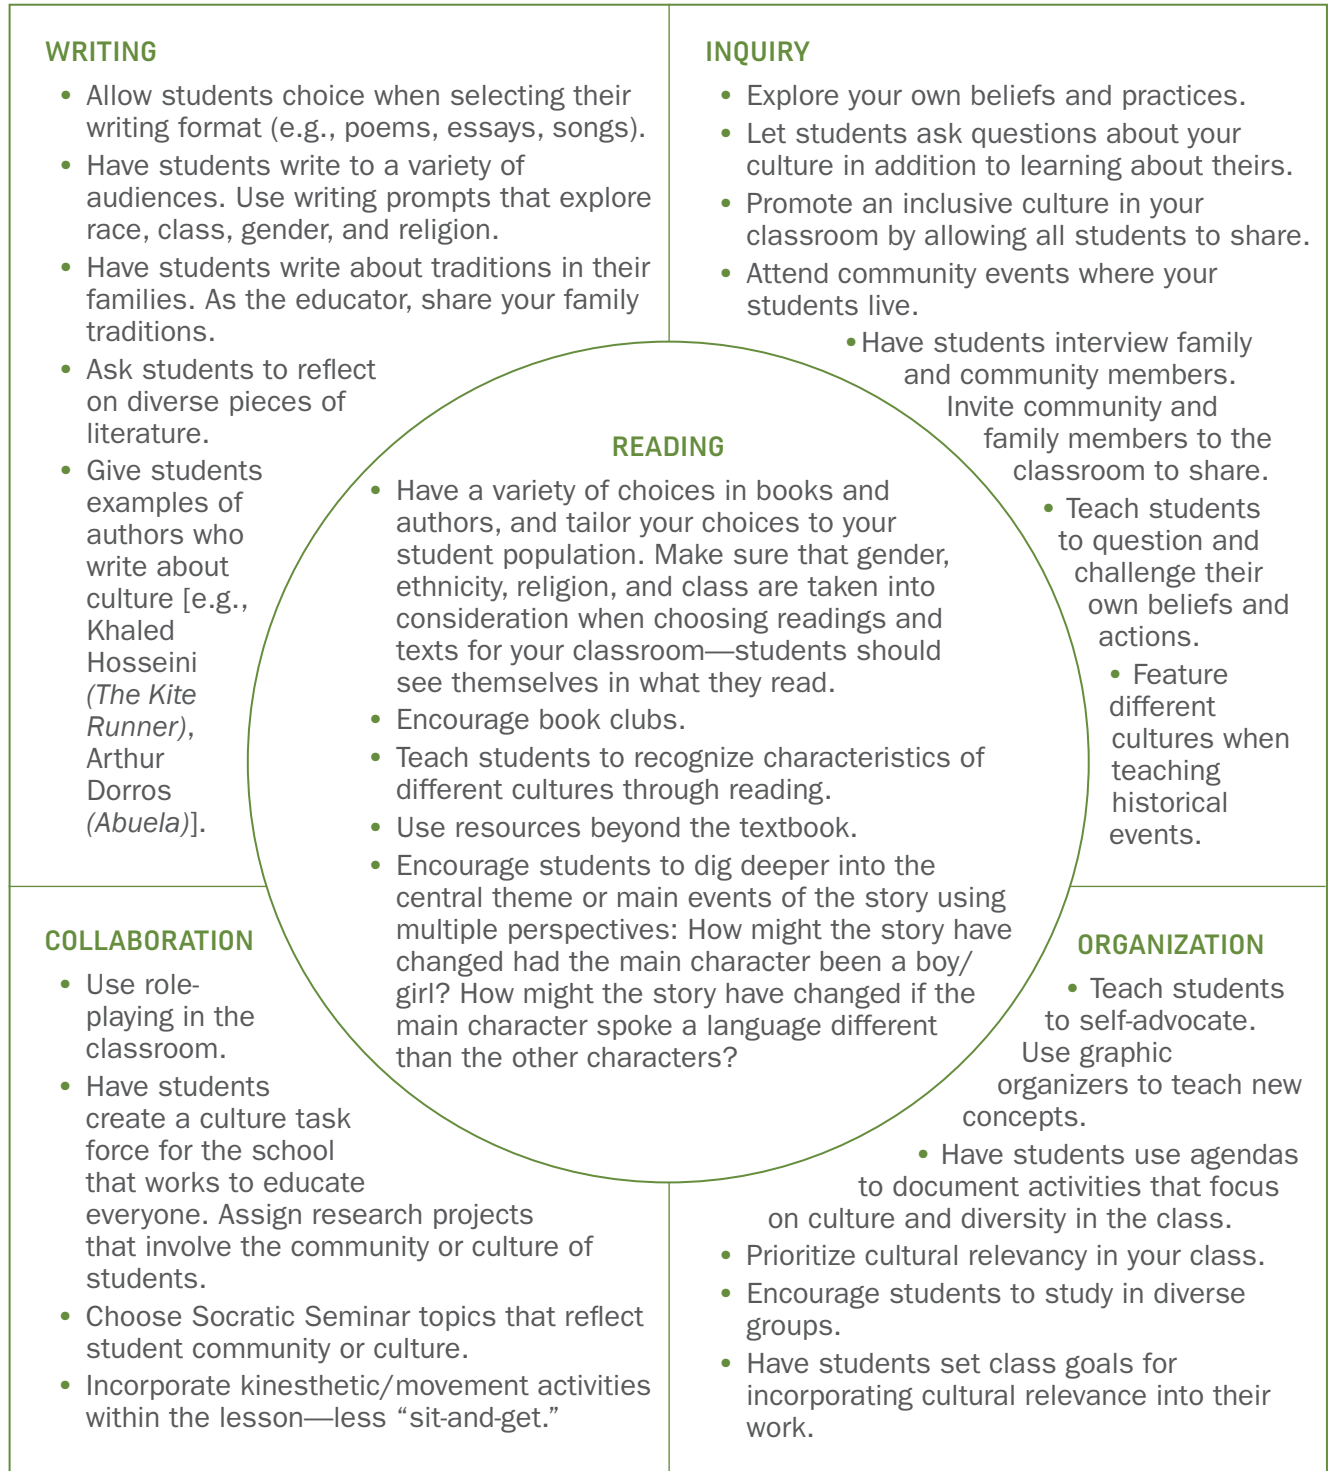 WRITING
• Allow students choice when selecting their
writing format (e.g., poems, essays, songs).
• Have students write to a variety of
audiences. Use writing prompts that explore
race, class, gender, and religion.
• Have students write about traditions in their
families. As the educator, share your family
traditions.
• Ask students to reflect
on diverse pieces of
literature.
• Give students
examples of
authors who
write about
culture [e.g.,
Khaled
Hosseini
(The Kite
Runner),
Arthur
Dorros
(Abuela)].
INQUIRY
• Explore your own beliefs and practices.
• Let students ask questions about your
culture in addition to learning about theirs.
• Promote an inclusive culture in your
classroom by allowing all students to share.
• Attend community events where your
students live.
• Have students interview family
and community members.
Invite community and
family members to the
classroom to share.
• Teach students
to question and
challenge their
own beliefs and
actions.
• Feature
different
cultures when
teaching
historical
events.
READING
• Have a variety of choices in books and
authors, and tailor your choices to your
student population. Make sure that gender,
ethnicity, religion, and class are taken into
consideration when choosing readings and
texts for your classroom—students should
see themselves in what they read.
• Encourage book clubs.
• Teach students to recognize characteristics of
different cultures through reading.
• Use resources beyond the textbook.
• Encourage students to dig deeper into the
central theme or main events of the story using
multiple perspectives: How might the story have
changed had the main character been a boy/
girl? How might the story have changed if the
main character spoke a language different
than the other characters?
COLLABORATION
• Use role-
playing in the
classroom.
• Have students
create a culture task
force for the school
that works to educate
everyone. Assign research projects
that involve the community or culture of
students.
• Choose Socratic Seminar topics that reflect
student community or culture.
• Incorporate kinesthetic/movement activities
within the lesson—less “sit-and-get.”
ORGANIZATION
• Teach students
to self-advocate.
Use graphic
organizers to teach new
concepts.
• Have students use agendas
to document activities that focus
on culture and diversity in the class.
• Prioritize cultural relevancy in your class.
• Encourage students to study in diverse
groups.
• Have students set class goals for
incorporating cultural relevance into their
work.